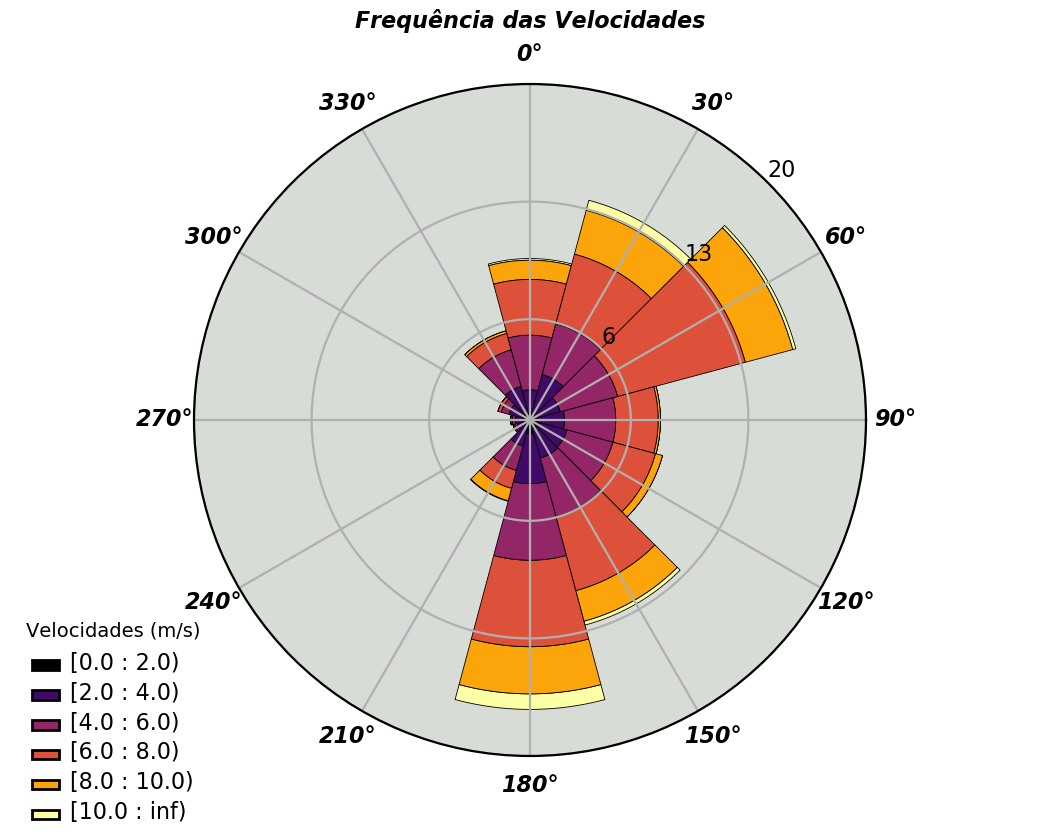 Frequência das Velocidades
0°
330°
30°
20
300°
60°
13
6
270°
90°
240°
120°
210°
150°
180°
Velocidades (m/s)
[0.0 : 2.0)
[2.0 : 4.0)
[4.0 : 6.0)
[6.0 : 8.0)
[8.0 : 10.0)
[10.0 : inf)